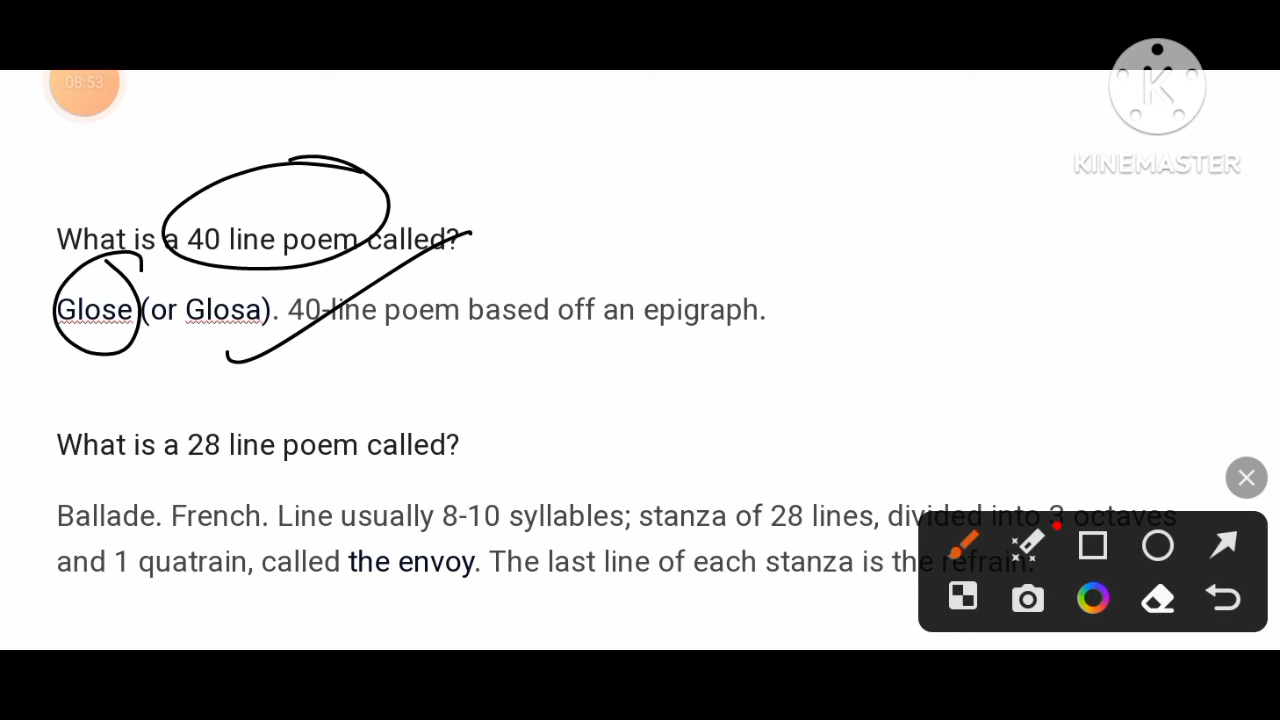 08:53
K
KINEMASTER
What is a 40 line poem called?
Glose (or Glosa). 40-line poem based off an epigraph.
What is a 28 line poem called?
Ballade. French. Line usually 8-10 syllables; stanza of 28 lines, divided into 3 octaves
and 1 quatrain, called the envoy. The last line of each stanza is the refrain.